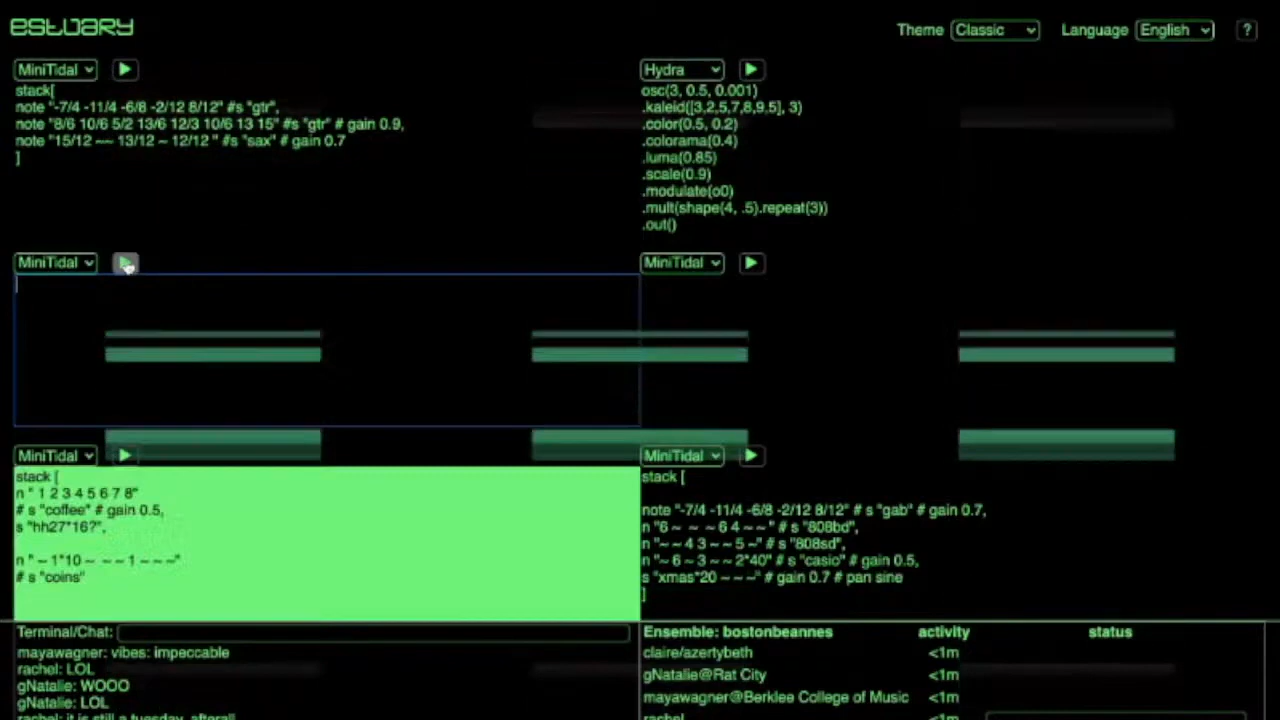 estuary
Theme Classic Language English ?
MiniTidal
stack[
note "-7/4 -11/4 -6/8 -2/12 8/12" #s "gtr",
note "8/6 10/6 5/2 13/6 12/3 10/6 13 15" #s "gtr" # gain 0.9,
note "15/12 ~~ 13/12 ~ 12/12 " #s "sax" # gain 0.7
]
Hydra
osc(3, 0.5, 0.001)
.kaleid([3,2,5,7,8,9.5], 3)
.color(0.5, 0.2)
.colorama(0.4)
.luma(0.85)
.scale(0.9)
.modulate(o0)
.mult(shape(4, .5).repeat(3))
.out()
MiniTidal
MiniTidal
MiniTidal
stack [
n " 1 2 3 4 5 6 7 8"
# s "coffee" # gain 0.5,
s "hh27*16?",
n " ~ 1*10 ~ ~ ~ 1 ~ ~ ~"
# s "coins"
MiniTidal
stack [
note "-7/4 -11/4 -6/8 -2/12 8/12" # s "gab" # gain 0.7,
n "6 ~ ~ ~ 6 4 ~ ~" # s "808bd",
n "~ ~ 4 3 ~ ~ 5 ~" # s "808sd",
n "~ 6 ~ 3 ~ ~ 2*40" # s "casio" # gain 0.5,
s "xmas*20 ~ ~ ~" # gain 0.7 # pan sine
]
Terminal/Chat:
mayawagner: vibes: impeccable
rachel: LOL
gNatalie: WOOO
gNatalie: LOL
rachel: it is still a tuesday, afterall
Ensemble: bostonbeannes activity status
claire/azertybeth <1m
gNatalie@Rat City <1m
mayawagner@Berklee College of Music <1m
rachel <1m